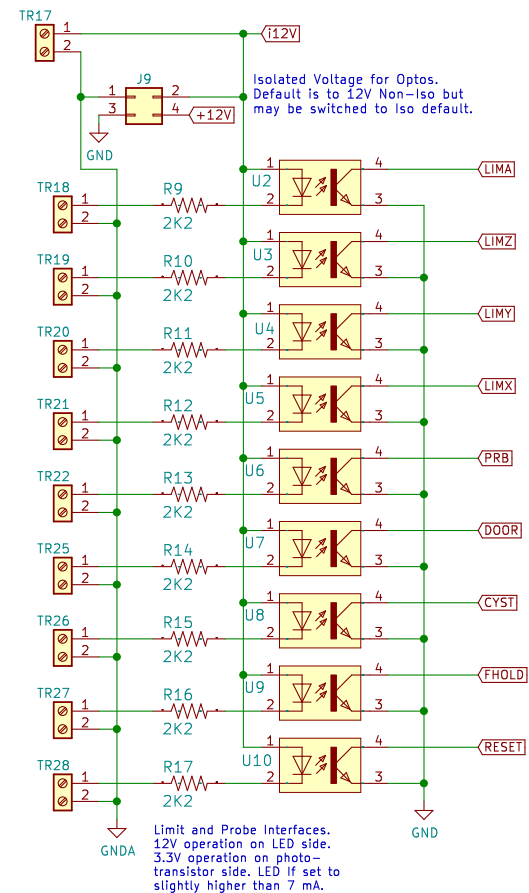 TR17
1
2
i12V
J9
1
2
3
4
+12V
GND
Isolated Voltage for Optos.
Default is to 12V Non-Iso but
may be switched to Iso default.
TR18
1
2
R9
2K2
U2
1
2
4
3
LIMA
TR19
1
2
R10
2K2
U3
1
2
4
3
LIMZ
TR20
1
2
R11
2K2
U4
1
2
4
3
LIMY
TR21
1
2
R12
2K2
U5
1
2
4
3
LIMX
TR22
1
2
R13
2K2
U6
1
2
4
3
PRB
TR25
1
2
R14
2K2
U7
1
2
4
3
DOOR
TR26
1
2
R15
2K2
U8
1
2
4
3
CYST
TR27
1
2
R16
2K2
U9
1
2
4
3
FHOLD
TR28
1
2
R17
2K2
U10
1
2
4
3
RESET
GNDA
GND
Limit and Probe Interfaces.
12V operation on LED side.
3.3V operation on photo-
transistor side. LED If set to
slightly higher than 7 mA.